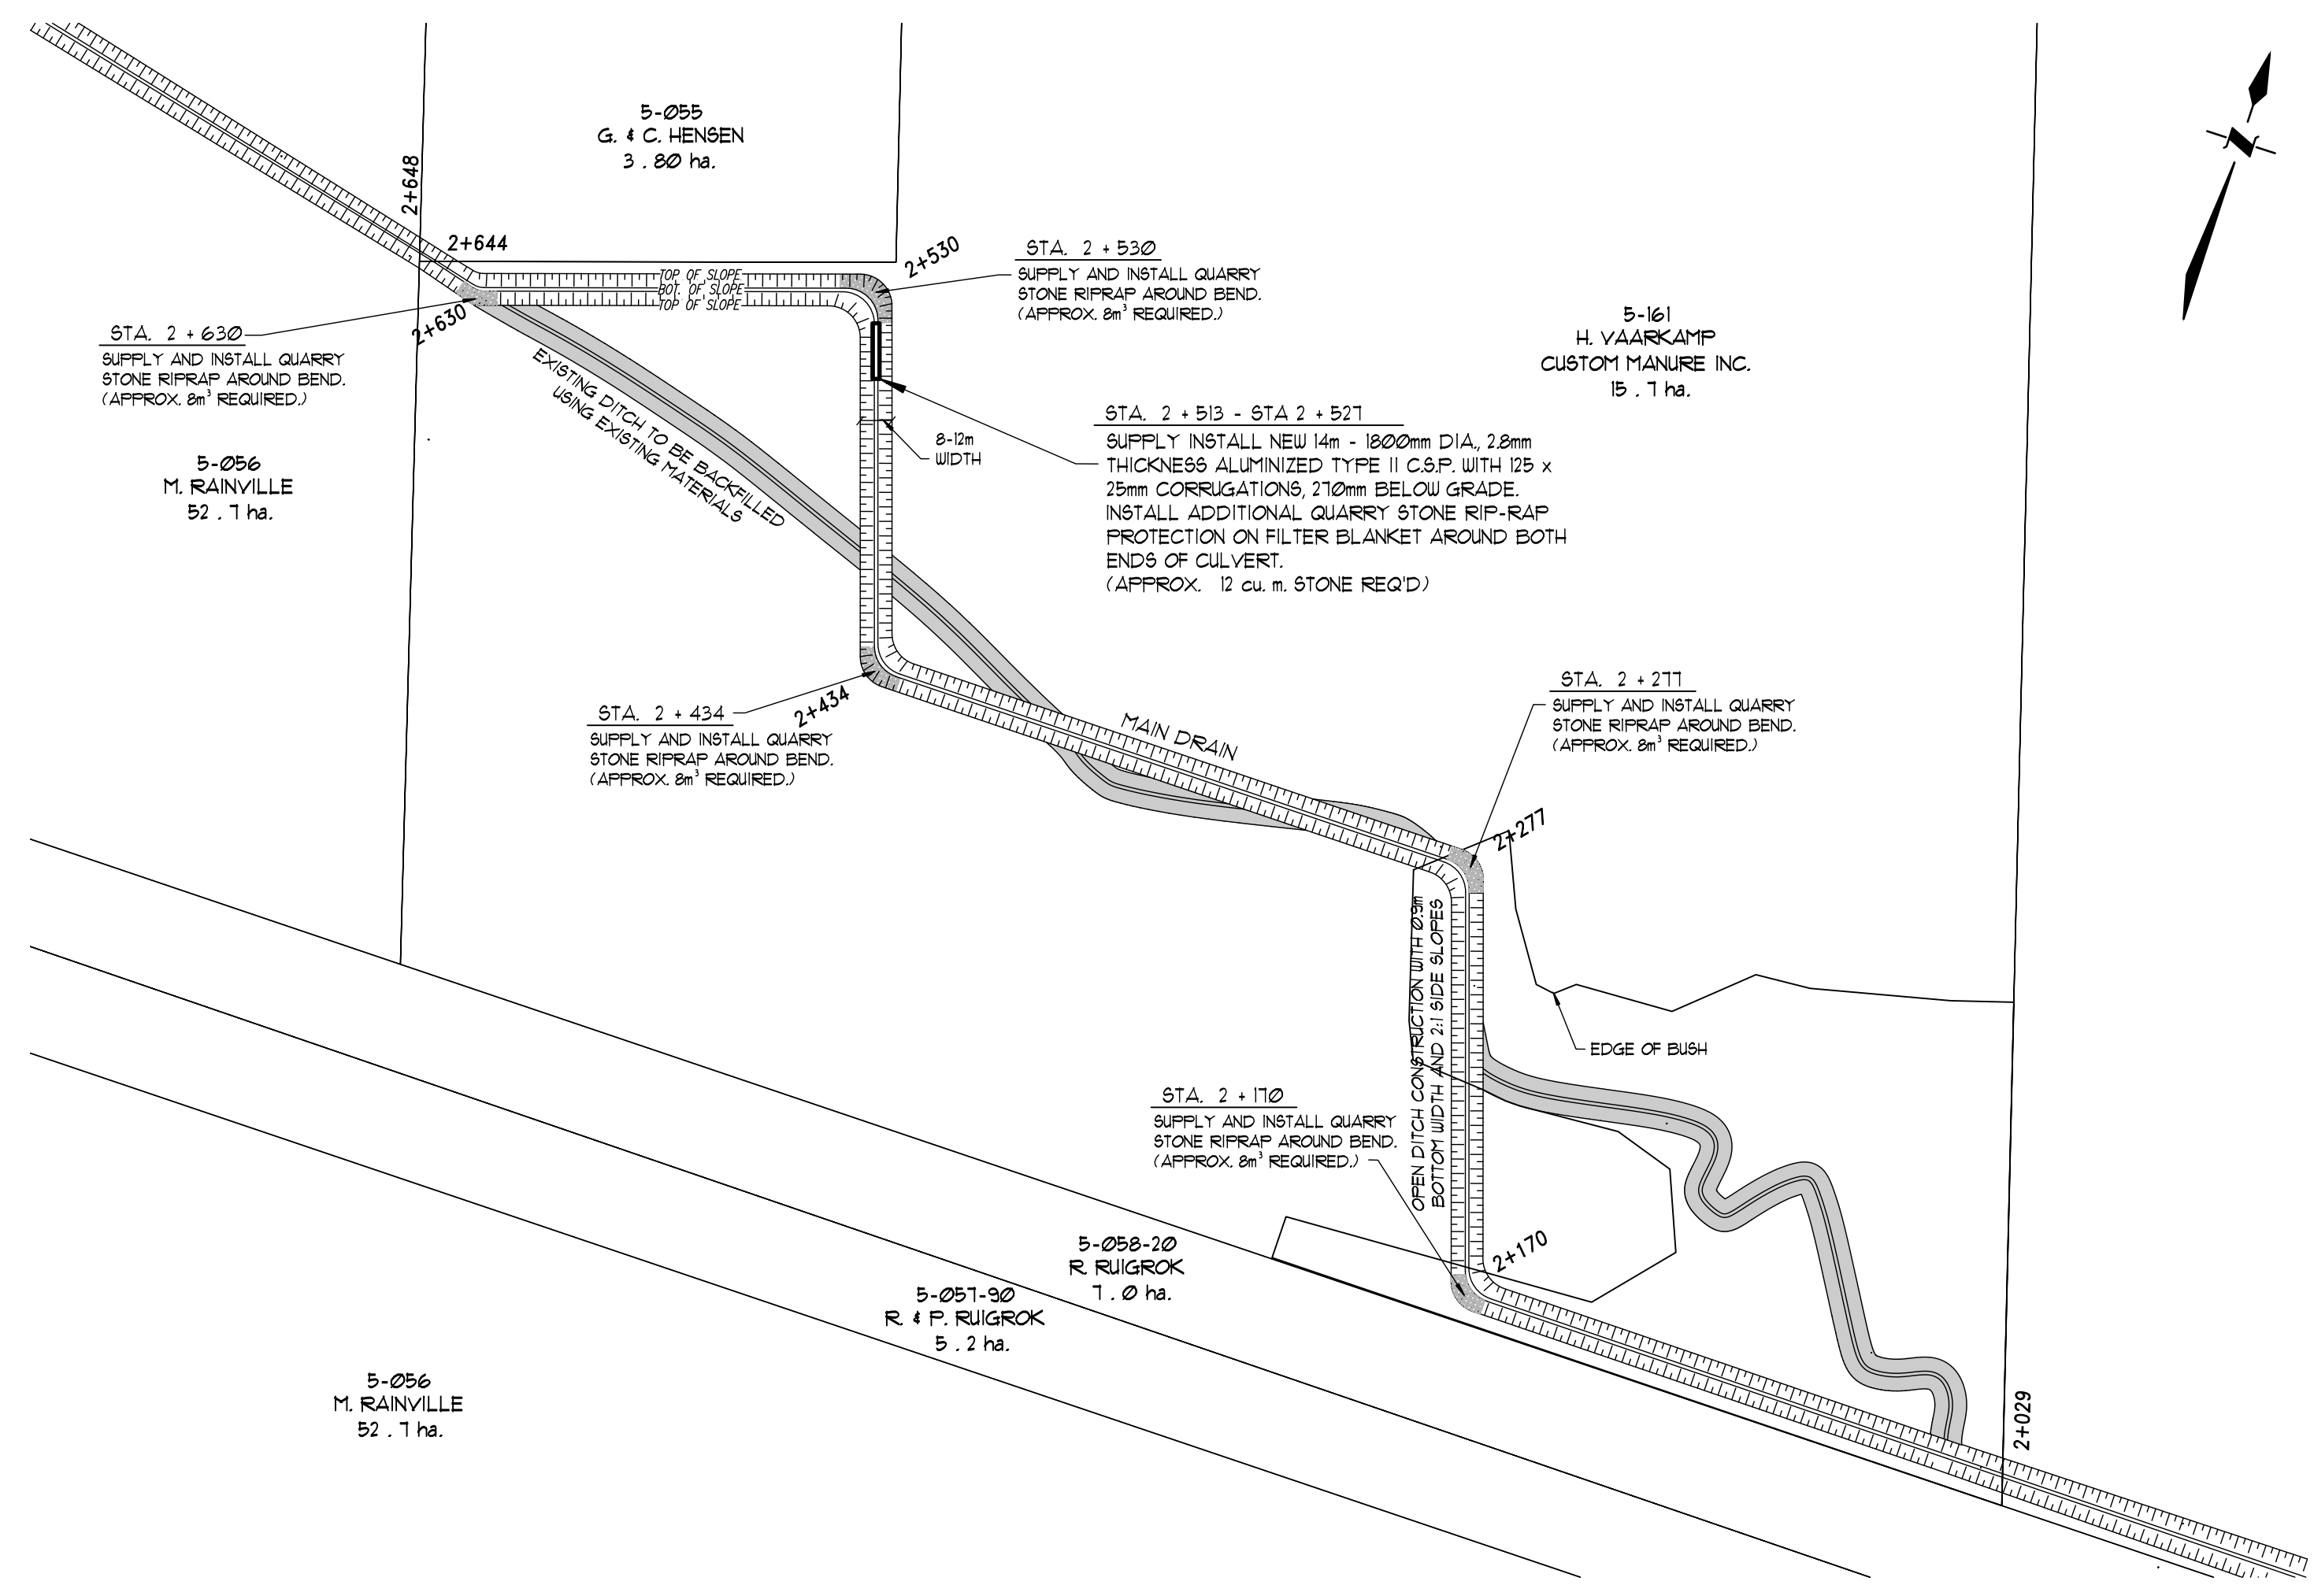 5-055
G. & C. HENSEN
3 . 80 ha.
2+648
2+644
2+530
TOP OF SLOPE
BOT. OF SLOPE
TOP OF SLOPE
STA. 2 + 530
SUPPLY AND INSTALL QUARRY
STONE RIPRAP AROUND BEND.
(APPROX. 8m³ REQUIRED.)
N
2+630
STA. 2 + 630
SUPPLY AND INSTALL QUARRY
STONE RIPRAP AROUND BEND.
(APPROX. 8m³ REQUIRED.)
5-161
H. VAARKAMP
CUSTOM MANURE INC.
15 . 7 ha.
EXISTING DITCH TO BE BACKFILLED
USING EXISTING MATERIALS
8-12m
WIDTH
STA. 2 + 513 - STA 2 + 527
SUPPLY INSTALL NEW 14m - 1800mm DIA., 2.8mm
THICKNESS ALUMINIZED TYPE II C.S.P. WITH 125 x
25mm CORRUGATIONS, 270mm BELOW GRADE.
INSTALL ADDITIONAL QUARRY STONE RIP-RAP
PROTECTION ON FILTER BLANKET AROUND BOTH
ENDS OF CULVERT.
(APPROX. 12 cu. m. STONE REQ'D)
5-056
M. RAINVILLE
52 . 7 ha.
STA. 2 + 434
SUPPLY AND INSTALL QUARRY
STONE RIPRAP AROUND BEND.
(APPROX. 8m³ REQUIRED.)
2+434
MAIN DRAIN
STA. 2 + 277
SUPPLY AND INSTALL QUARRY
STONE RIPRAP AROUND BEND.
(APPROX. 8m³ REQUIRED.)
2+277
OPEN DITCH CONSTRUCTION WITH 0.9m
BOTTOM WIDTH AND 2:1 SIDE SLOPES
EDGE OF BUSH
STA. 2 + 170
SUPPLY AND INSTALL QUARRY
STONE RIPRAP AROUND BEND.
(APPROX. 8m³ REQUIRED.)
2+170
5-058-20
R. RUIGROK
7 . 0 ha.
5-057-90
R. & P. RUIGROK
5 . 2 ha.
5-056
M. RAINVILLE
52 . 7 ha.
2+029